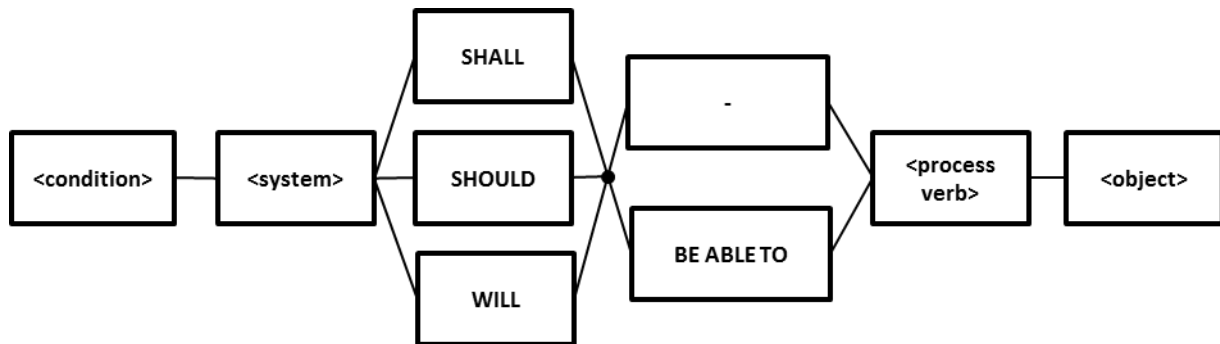 <condition>
<system>
SHALL
SHOULD
WILL
-
BE ABLE TO
<process
verb>
<object>